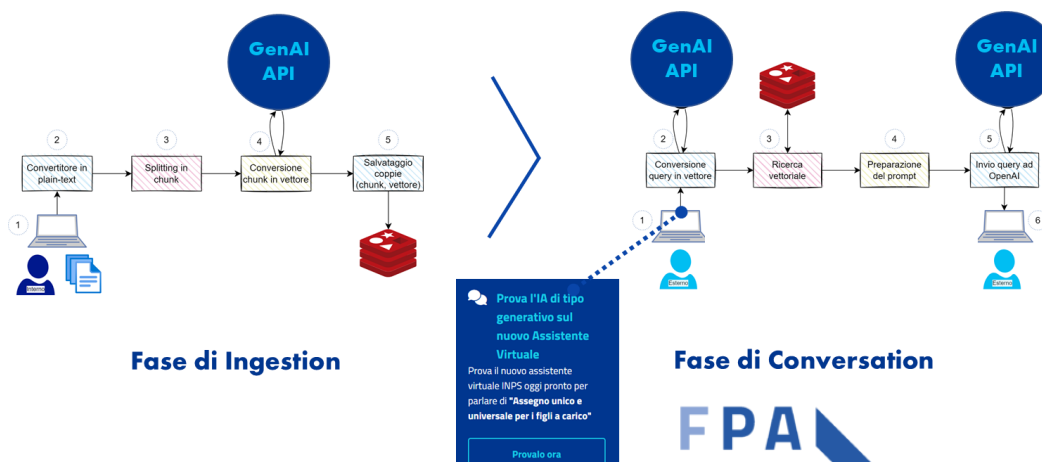 GenAI
API
2
Convertitore in
plain-text
3
Splitting in
chunk
4
Conversione
chunk in vettore
5
Salvataggio
coppie
(chunk, vettore)
1
Interno
Fase di Ingestion
GenAI
API
GenAI
API
2
Conversione
query in vettore
3
Ricerca
vettoriale
4
Preparazione
del prompt
5
Invio query ad
OpenAI
1
Esterno
6
Esterno
Prova l'IA di tipo
generativo sul
nuovo Assistente
Virtuale
Prova il nuovo assistente
virtuale INPS oggi pronto per
parlare di "Assegno unico e
universale per i figli a carico"
Provalo ora
Fase di Conversation
FPA